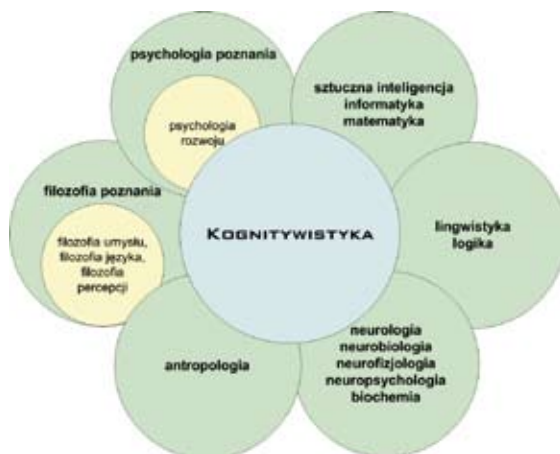 psychologia poznania
psychologia
rozwoju
sztuczna inteligencja
informatyka
matematyka
filozofia poznania
filozofia umysłu,
filozofia języka,
filozofia
percepcji
KOGNITYWISTYKA
lingwistyka
logika
antropologia
neurologia
neurobiologia
neurofizjologia
neuropsychologia
biochemia